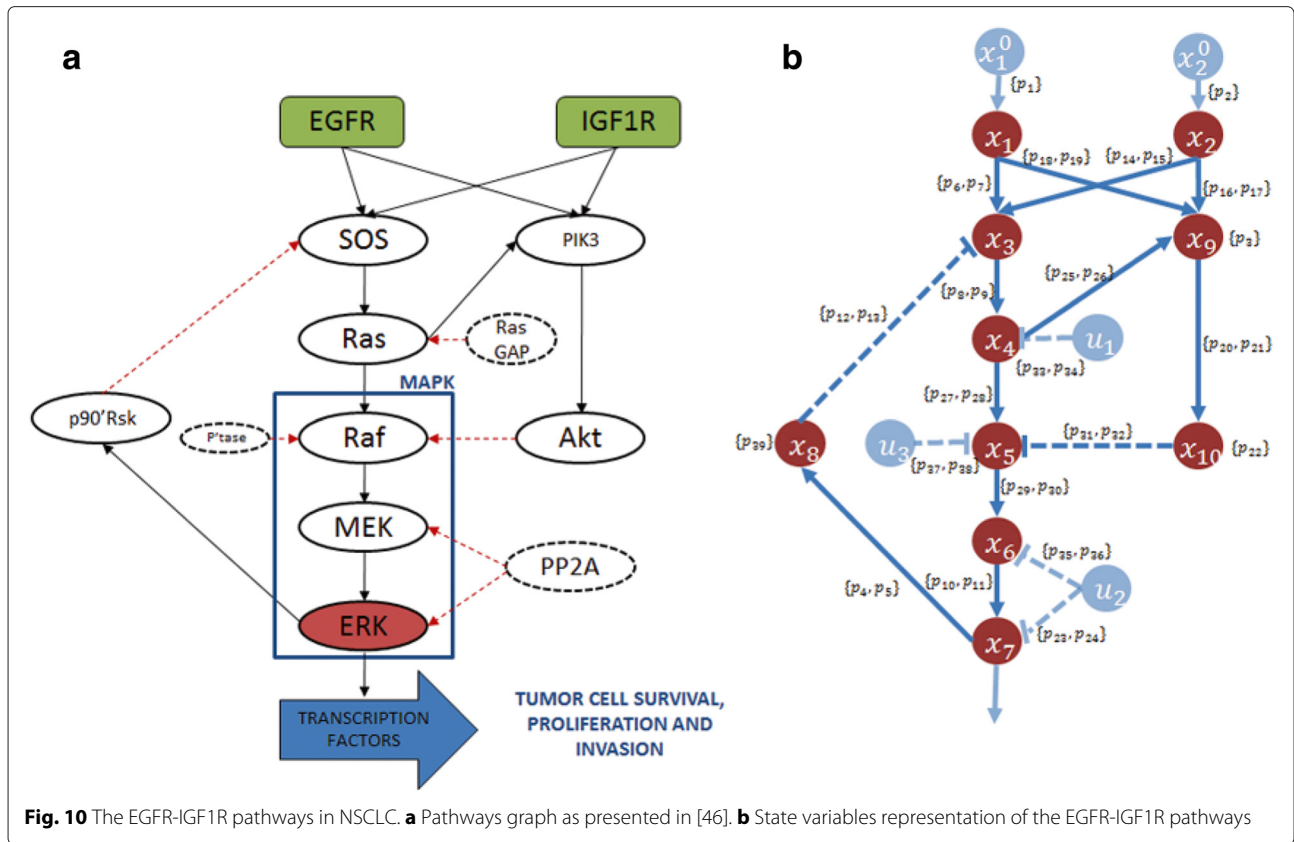 a
EGFR
IGF1R
SOS
PIK3
Ras
Ras
GAP
MAPK
p90'Rsk
P'tase
Raf
Akt
MEK
PP2A
ERK
TRANSCRIPTION
FACTORS
TUMOR CELL SURVIVAL,
PROLIFERATION AND
INVASION
b
x₁⁰
x₂⁰
{p₁}
{p₂}
x₁
x₂
{p₁₈, p₁₉}
{p₁₄, p₁₅}
{p₆, p₇}
{p₁₆, p₁₇}
x₃
x₉
{p₃}
{p₈, p₉}
{p₂₅, p₂₆}
{p₁₂, p₁₃}
x₄
u₁
{p₃₃, p₃₄}
{p₂₀, p₂₁}
{p₂₇, p₂₈}
{p₃₉}
x₈
u₃
x₅
{p₃₁, p₃₂}
x₁₀
{p₂₂}
{p₃₇, p₃₈}
{p₂₉, p₃₀}
x₆
{p₃₅, p₃₆}
{p₄, p₅}
{p₁₀, p₁₁}
u₂
{p₂₃, p₂₄}
x₇
Fig. 10 The EGFR-IGF1R pathways in NSCLC. a Pathways graph as presented in [46]. b State variables representation of the EGFR-IGF1R pathways